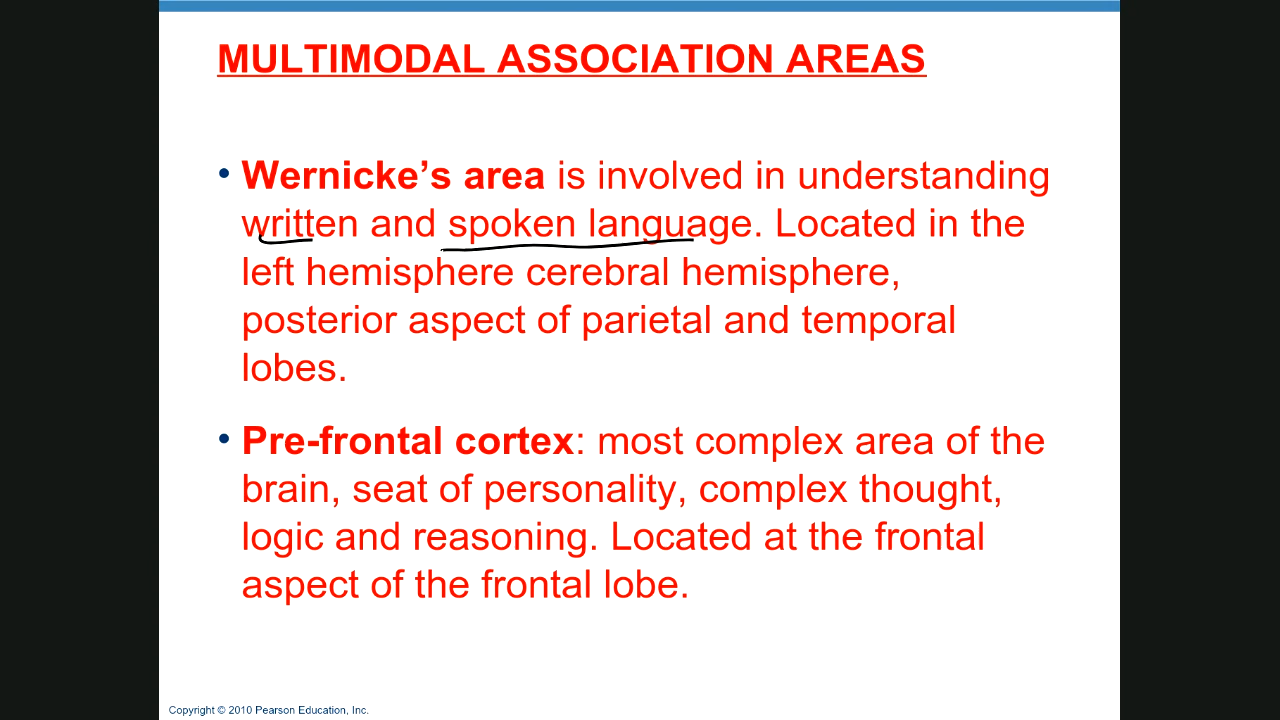 MULTIMODAL ASSOCIATION AREAS
• Wernicke’s area is involved in understanding
written and spoken language. Located in the
left hemisphere cerebral hemisphere,
posterior aspect of parietal and temporal
lobes.
• Pre-frontal cortex: most complex area of the
brain, seat of personality, complex thought,
logic and reasoning. Located at the frontal
aspect of the frontal lobe.
Copyright © 2010 Pearson Education, Inc.